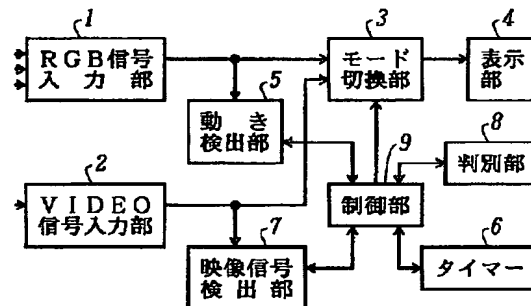 1
RGB信号
入力部
3
モード
切換部
4
表示
部
5
動き
検出部
8
判別部
9
制御部
2
VIDEO
信号入力部
7
映像信号
検出部
6
タイマー